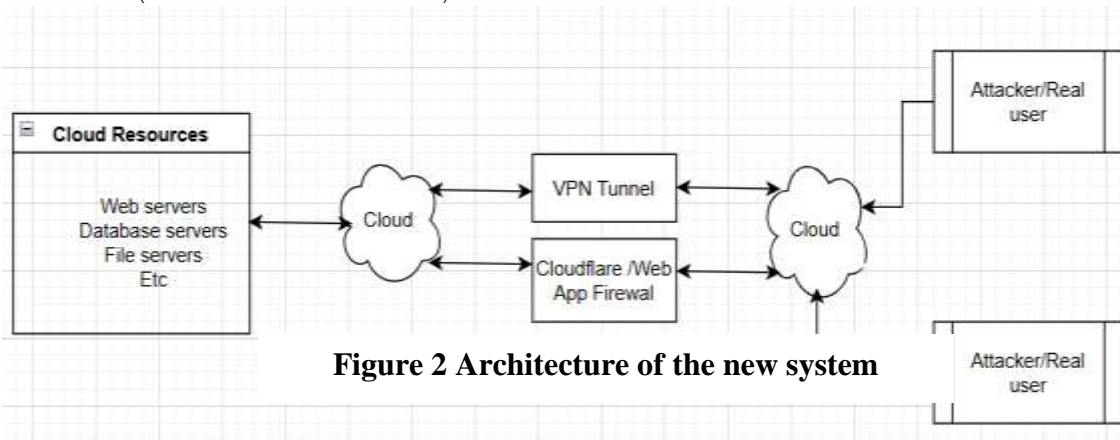 Attacker/Real
user
Cloud Resources
Web servers
Database servers
File servers
Etc
Cloud
VPN Tunnel
Cloudflare /Web
App Firewal
Cloud
Figure 2 Architecture of the new system
Attacker/Real
user